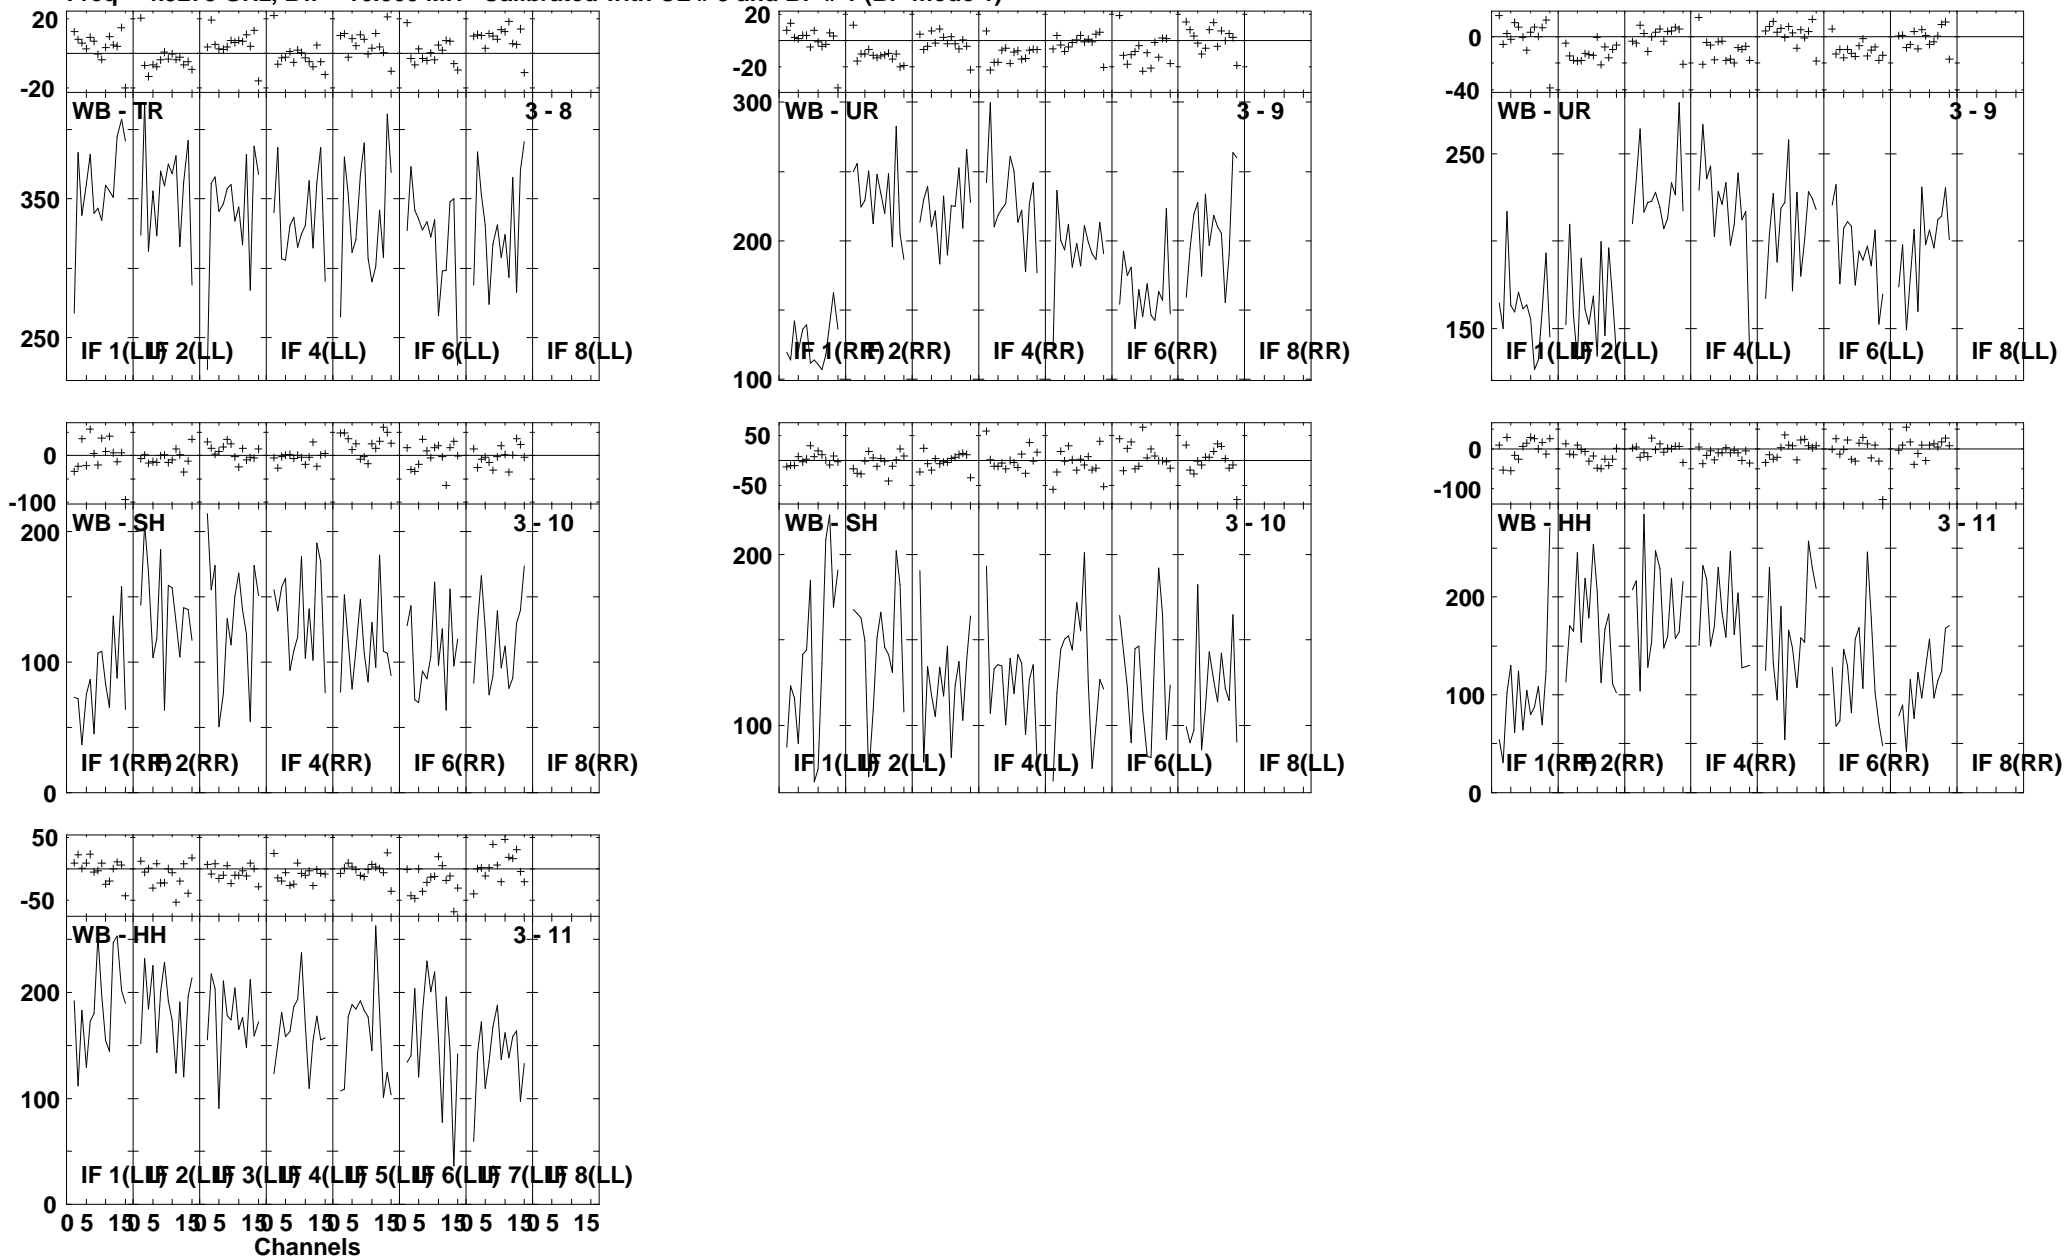 20
0
-20
WB - TR
3 - 8
350
250
IF 1(LL)
IF 2(LL)
IF 4(LL)
IF 6(LL)
IF 8(LL)
20
-20
300
WB - UR
3 - 9
200
100
IF 1(RR)
IF 2(RR)
IF 4(RR)
IF 6(RR)
IF 8(RR)
0
-40
WB - UR
3 - 9
250
150
IF 1(LL)
IF 2(LL)
IF 4(LL)
IF 6(LL)
IF 8(LL)
0
-100
200
WB - SH
3 - 10
100
0
IF 1(RR)
IF 2(RR)
IF 4(RR)
IF 6(RR)
IF 8(RR)
50
-50
WB - SH
3 - 10
200
100
IF 1(LL)
IF 2(LL)
IF 4(LL)
IF 6(LL)
IF 8(LL)
0
-100
WB - HH
3 - 11
200
100
0
IF 1(RR)
IF 2(RR)
IF 4(RR)
IF 6(RR)
IF 8(RR)
50
-50
WB - HH
3 - 11
200
100
0
IF 1(LL)
IF 2(LL)
IF 3(LL)
IF 4(LL)
IF 5(LL)
IF 6(LL)
IF 7(LL)
IF 8(LL)
0 5 15 0 5 15 0 5 15 0 5 15 0 5 15 0 5 15 0 5 15 0 5 15
Channels